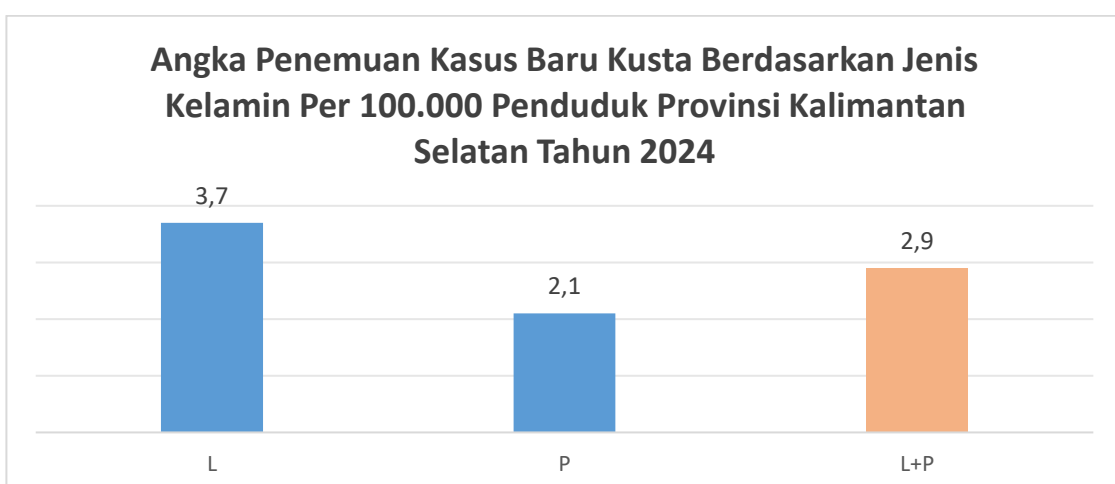 Angka Penemuan Kasus Baru Kusta Berdasarkan Jenis
Kelamin Per 100.000 Penduduk Provinsi Kalimantan
Selatan Tahun 2024
3,7
2,1
2,9
L
P
L+P